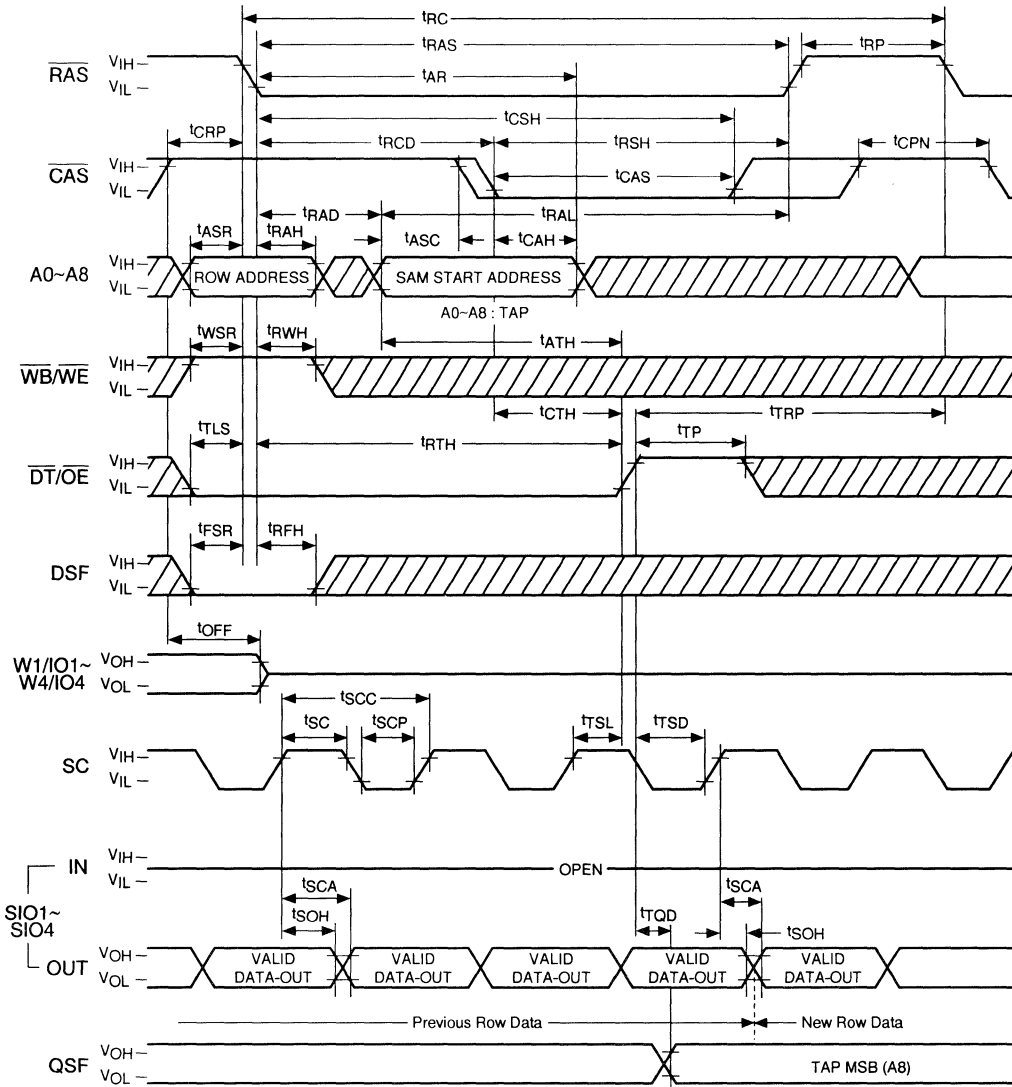 tRC
tRAS
tRP
RAS
VIH
VIL
tAR
tCSH
tCRP
tRCD
tRSH
tCPN
CAS
VIH
VIL
tCAS
tRAD
tRAL
tASR
tRAH
tASC
tCAH
A0~A8
VIH
VIL
ROW ADDRESS
SAM START ADDRESS
A0~A8 : TAP
tWSR
tRWH
tATH
WB/WE
VIH
VIL
tCTH
tTRP
tTLS
tRTH
tTP
DT/OE
VIH
VIL
tFSR
tRFH
DSF
VIH
VIL
tOFF
W1/IO1~
W4/IO4
VOH
VOL
tSCC
tSC
tSCP
tTSL
tTSD
SC
VIH
VIL
IN
VIH
VIL
OPEN
SIO1~
SIO4
tSCA
tSCA
tSOH
tTQD
tSOH
OUT
VOH
VOL
VALID DATA-OUT
VALID DATA-OUT
VALID DATA-OUT
VALID DATA-OUT
VALID DATA-OUT
Previous Row Data
New Row Data
QSF
VOH
VOL
TAP MSB (A8)